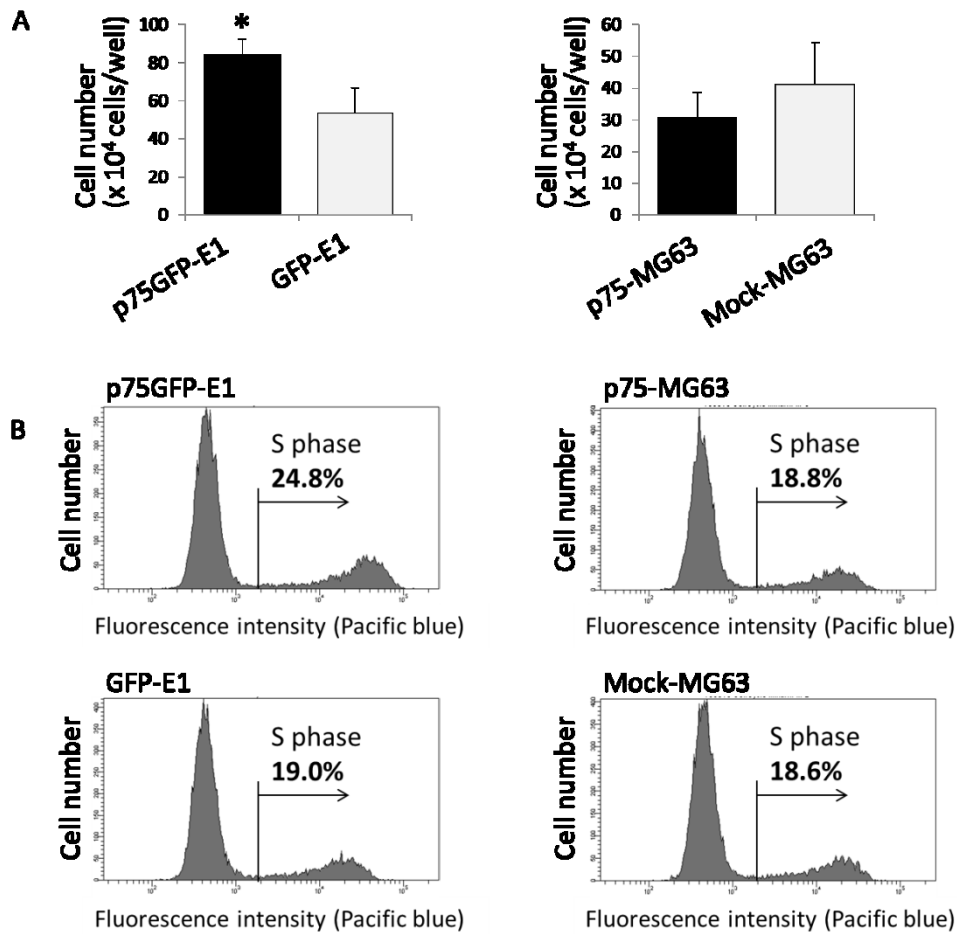 A
Cell number
(x 10⁴ cells/well)
100
80
60
40
20
0
*
p75GFP-E1
GFP-E1
Cell number
(x 10⁴ cells/well)
60
50
40
30
20
10
0
p75-MG63
Mock-MG63
B
p75GFP-E1
Cell number
S phase
24.8%
Fluorescence intensity (Pacific blue)
p75-MG63
Cell number
S phase
18.8%
Fluorescence intensity (Pacific blue)
GFP-E1
Cell number
S phase
19.0%
Fluorescence intensity (Pacific blue)
Mock-MG63
Cell number
S phase
18.6%
Fluorescence intensity (Pacific blue)